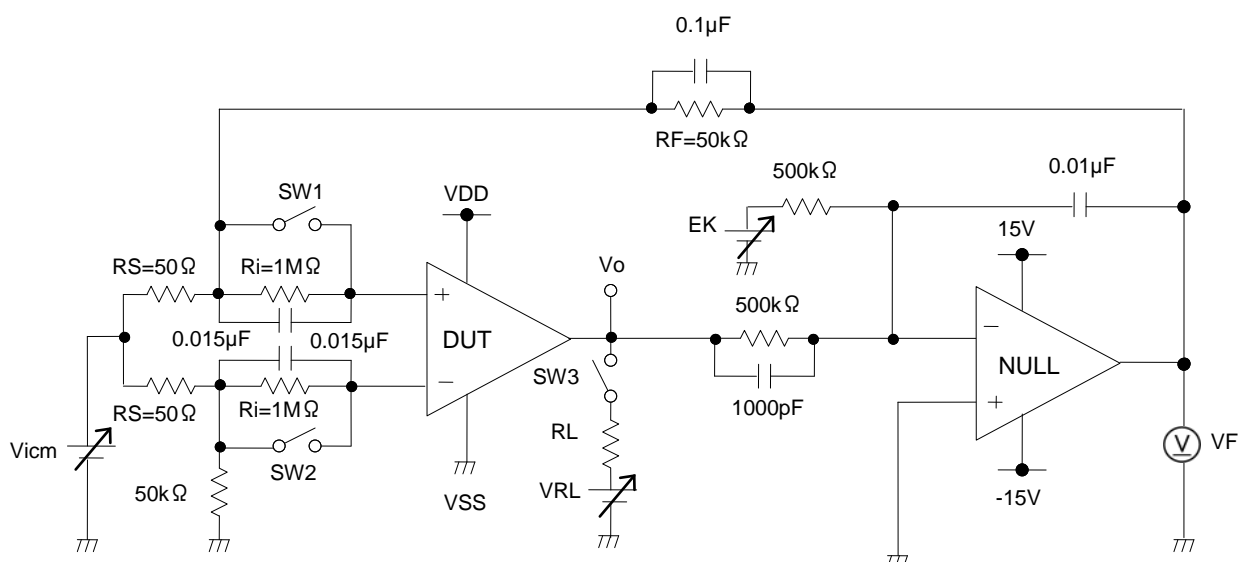 0.1µF
RF=50kΩ
500kΩ
0.01µF
SW1
VDD
EK
15V
RS=50Ω
Ri=1MΩ
Vo
500kΩ
0.015µF
0.015µF
DUT
NULL
SW3
1000pF
RS=50Ω
Ri=1MΩ
RL
Vicm
SW2
V
VF
50kΩ
VSS
VRL
-15V